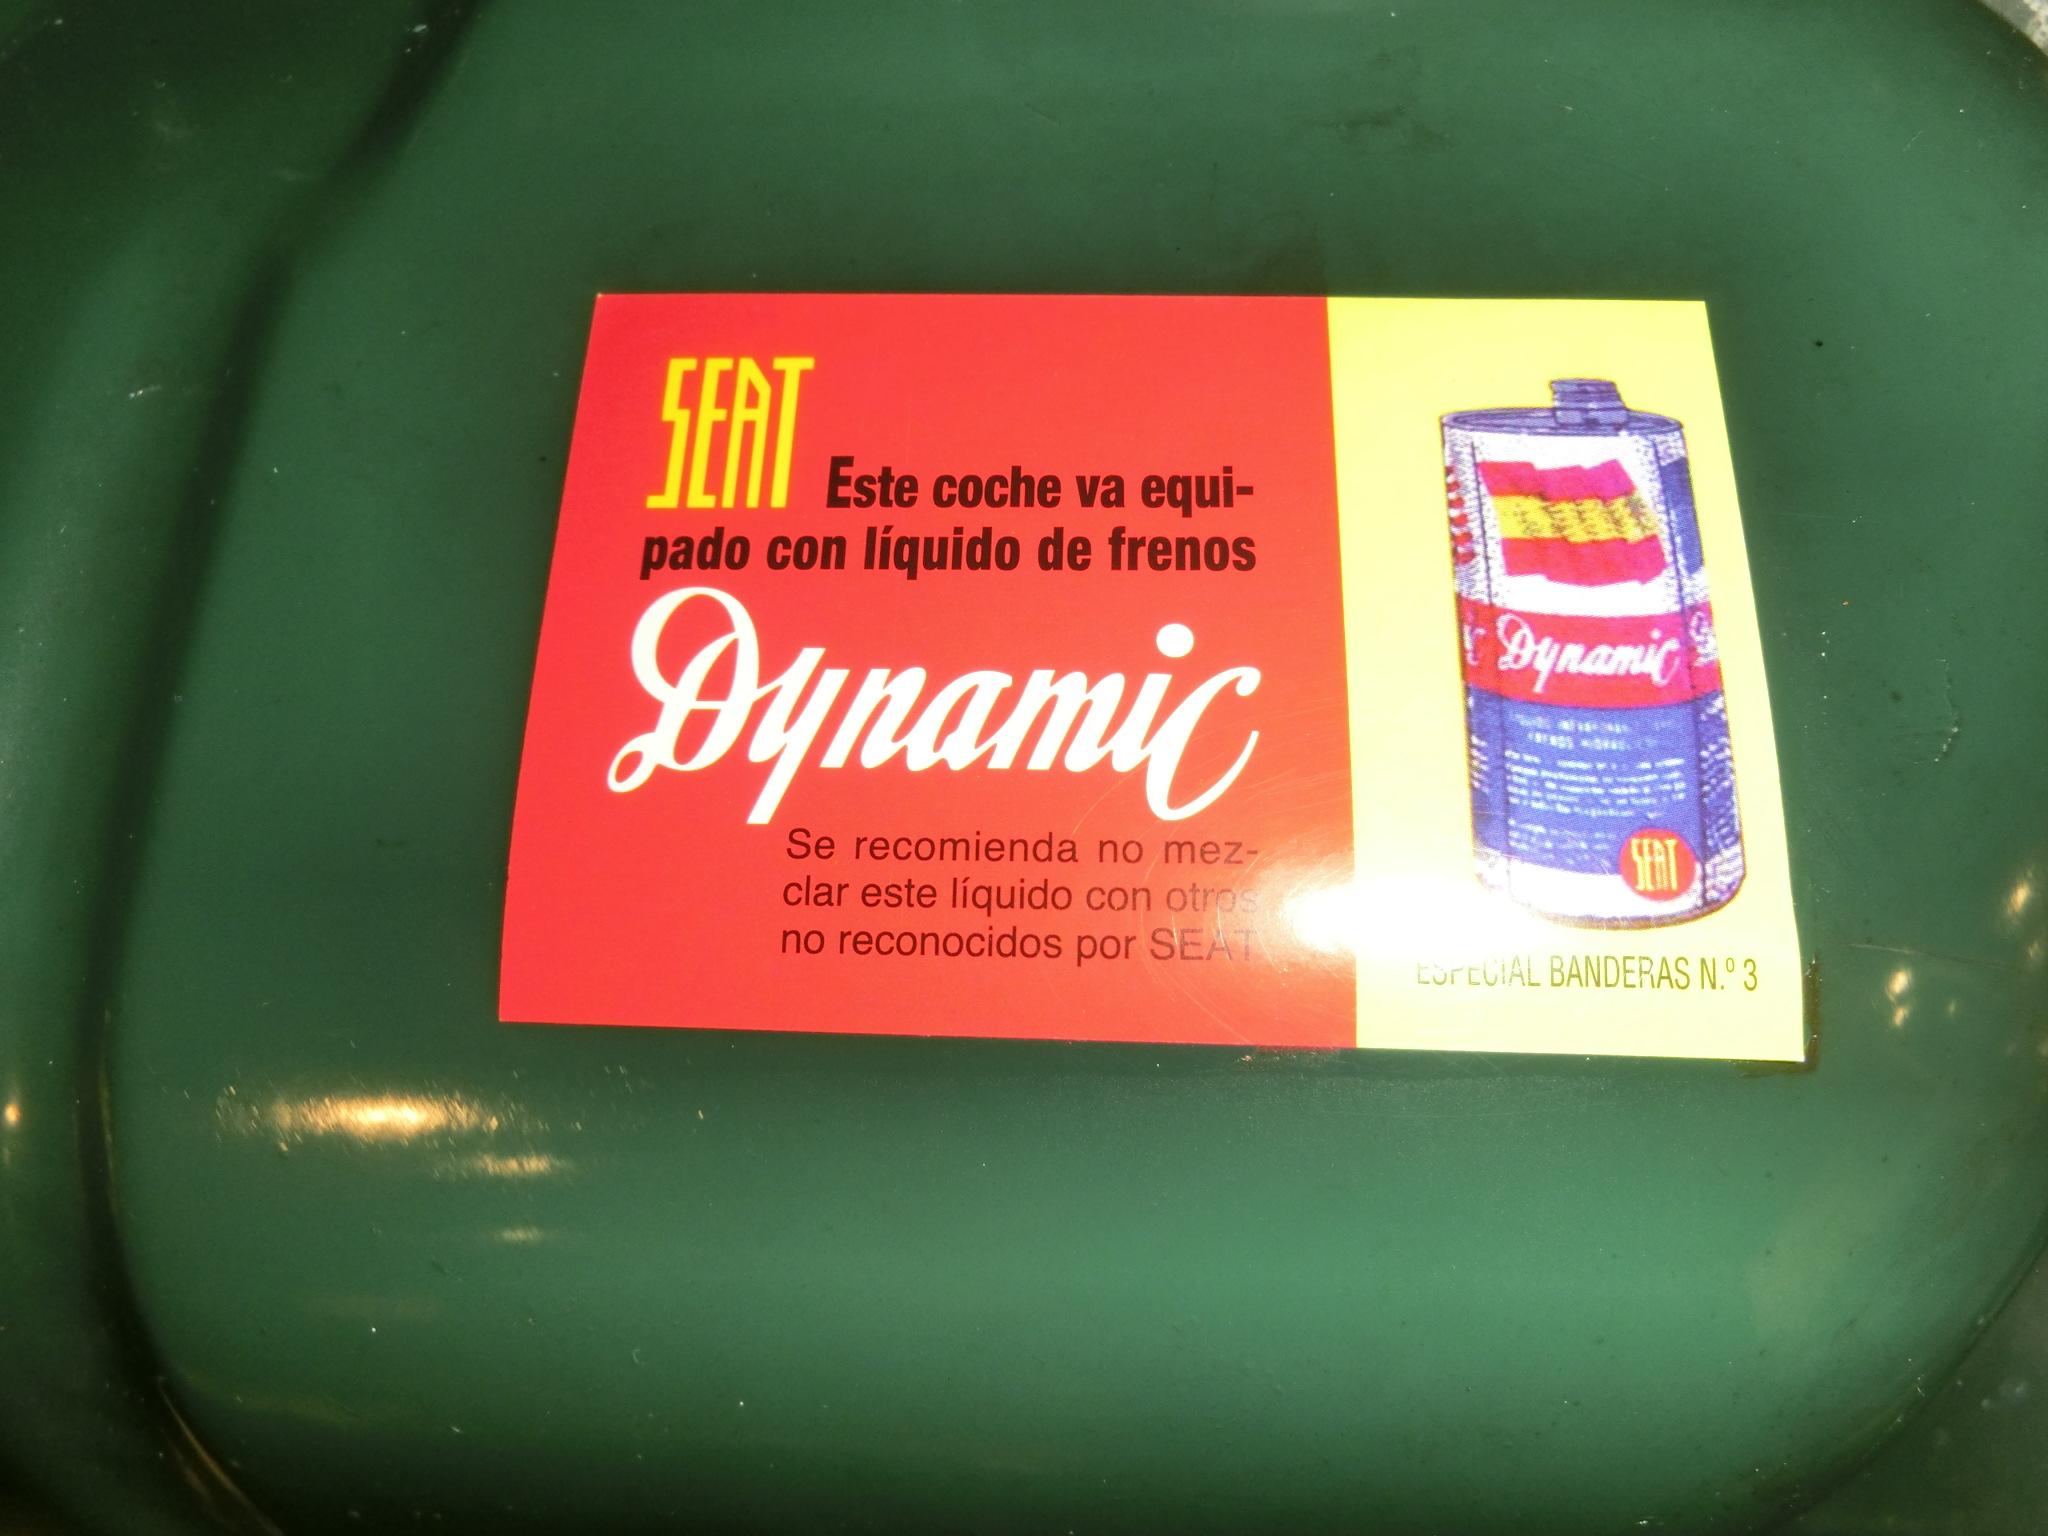 SEAT Este coche va equi-
pado con líquido de frenos
Dynamic
Se recomienda no mez-
clar este líquido con otros
no reconocidos por SEAT
Dynamic
SEAT
ESPECIAL BANDERAS N.º 3